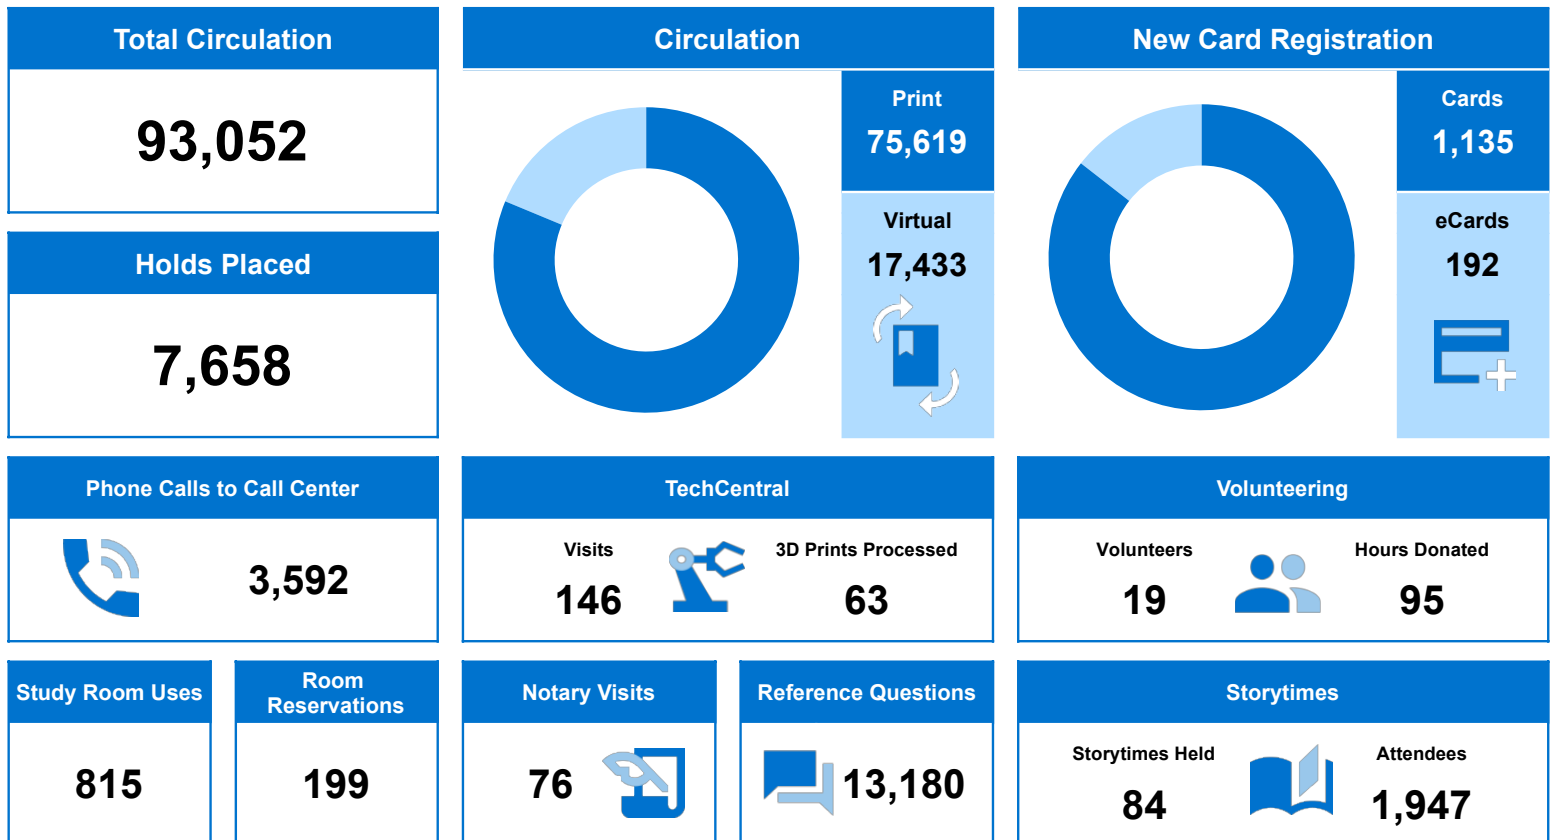 Total Circulation
93,052
Holds Placed
7,658
Circulation
Print
75,619
Virtual
17,433
New Card Registration
Cards
1,135
eCards
192
Phone Calls to Call Center
3,592
TechCentral
Visits
146
3D Prints Processed
63
Volunteering
Volunteers
19
Hours Donated
95
Study Room Uses
815
Room
Reservations
199
Notary Visits
76
Reference Questions
13,180
Storytimes
Storytimes Held
84
Attendees
1,947